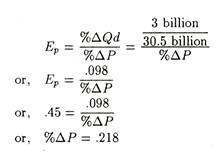 E_p = %ΔQd / %ΔP = (3 billion / 30.5 billion) / %ΔP
or, E_p = .098 / %ΔP
or, .45 = .098 / %ΔP
or, %ΔP = .218